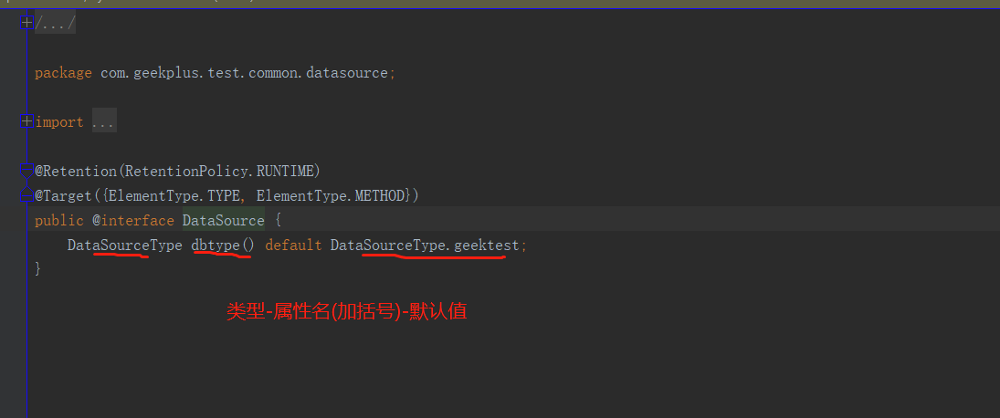 /.../
package com.geekplus.test.common.datasource;
import ...
@Retention(RetentionPolicy.RUNTIME)
@Target({ElementType.TYPE, ElementType.METHOD})
public @interface DataSource {
DataSourceType dbtype() default DataSourceType.geektest;
}
类型-属性名(加括号)-默认值